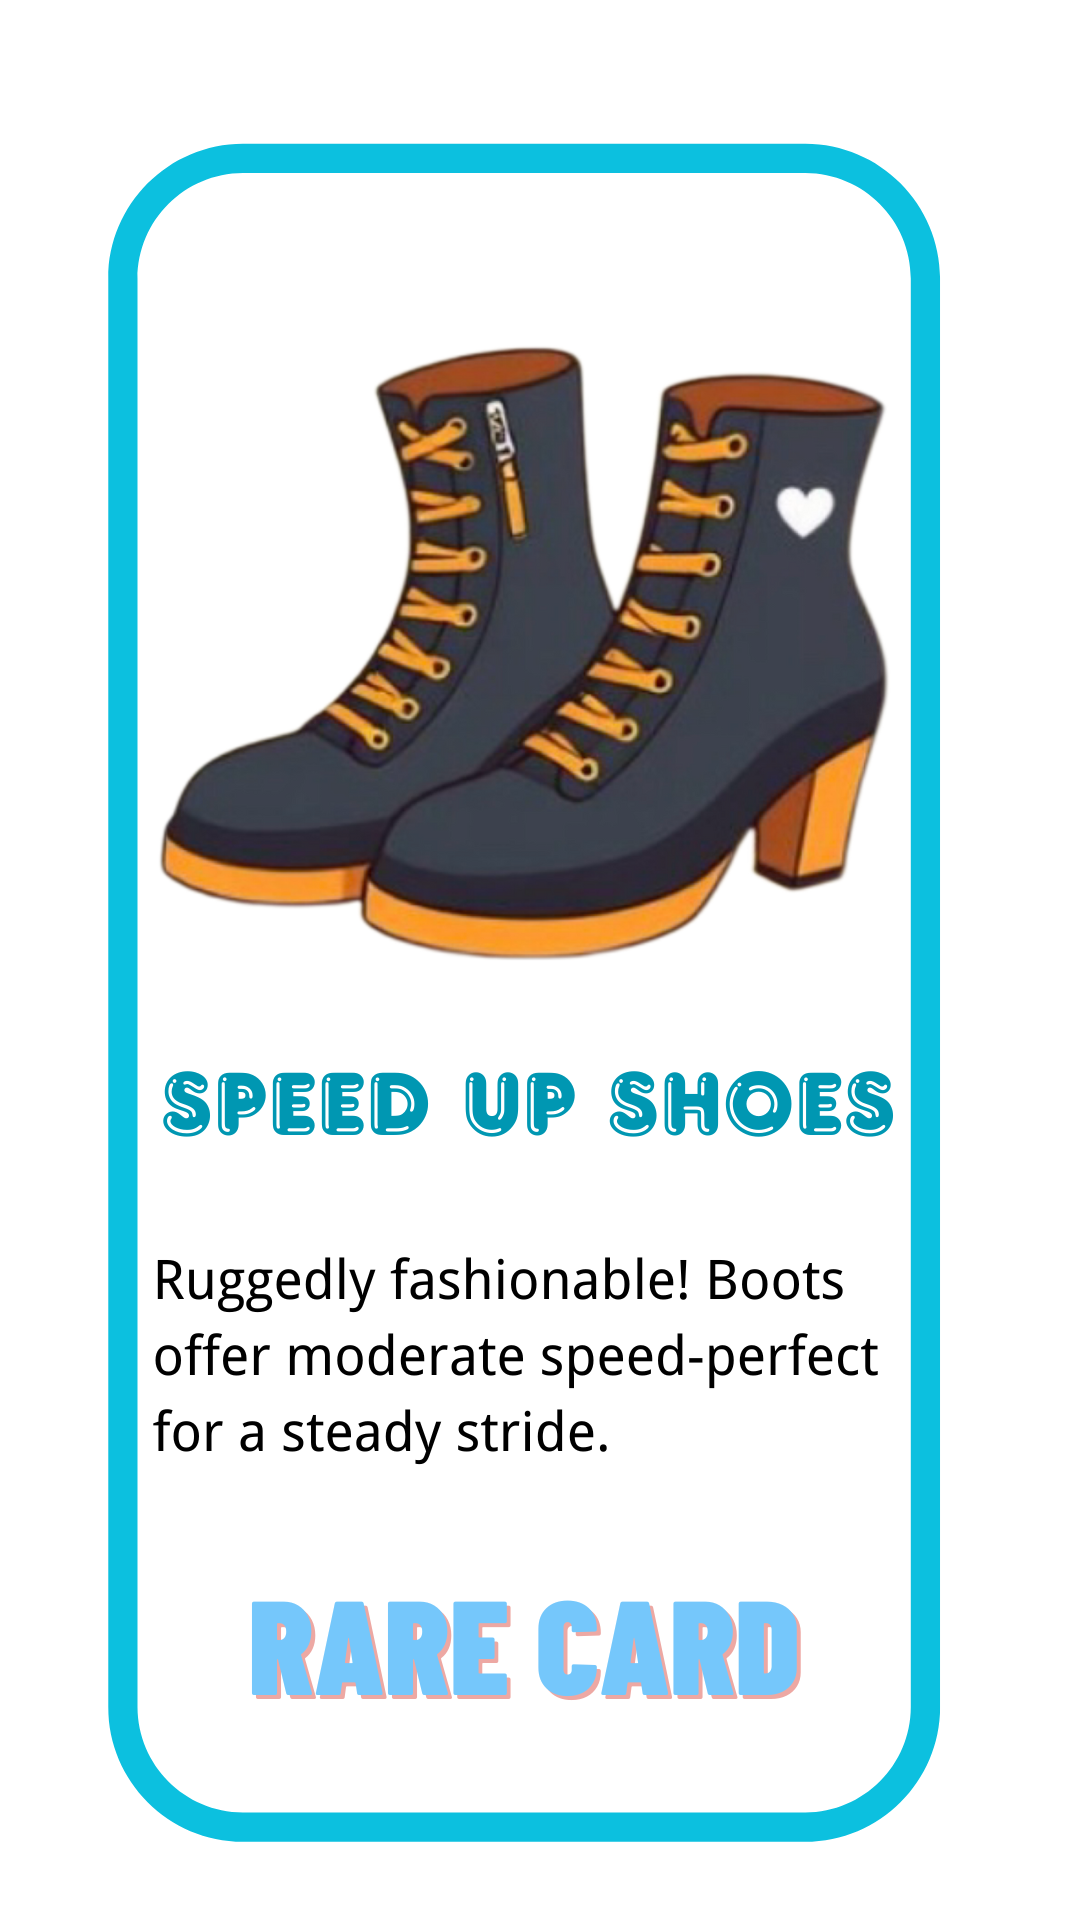 SPEED UP SHOES
Ruggedly fashionable! Boots
offer moderate speed-perfect
for a steady stride.
RARE CARD